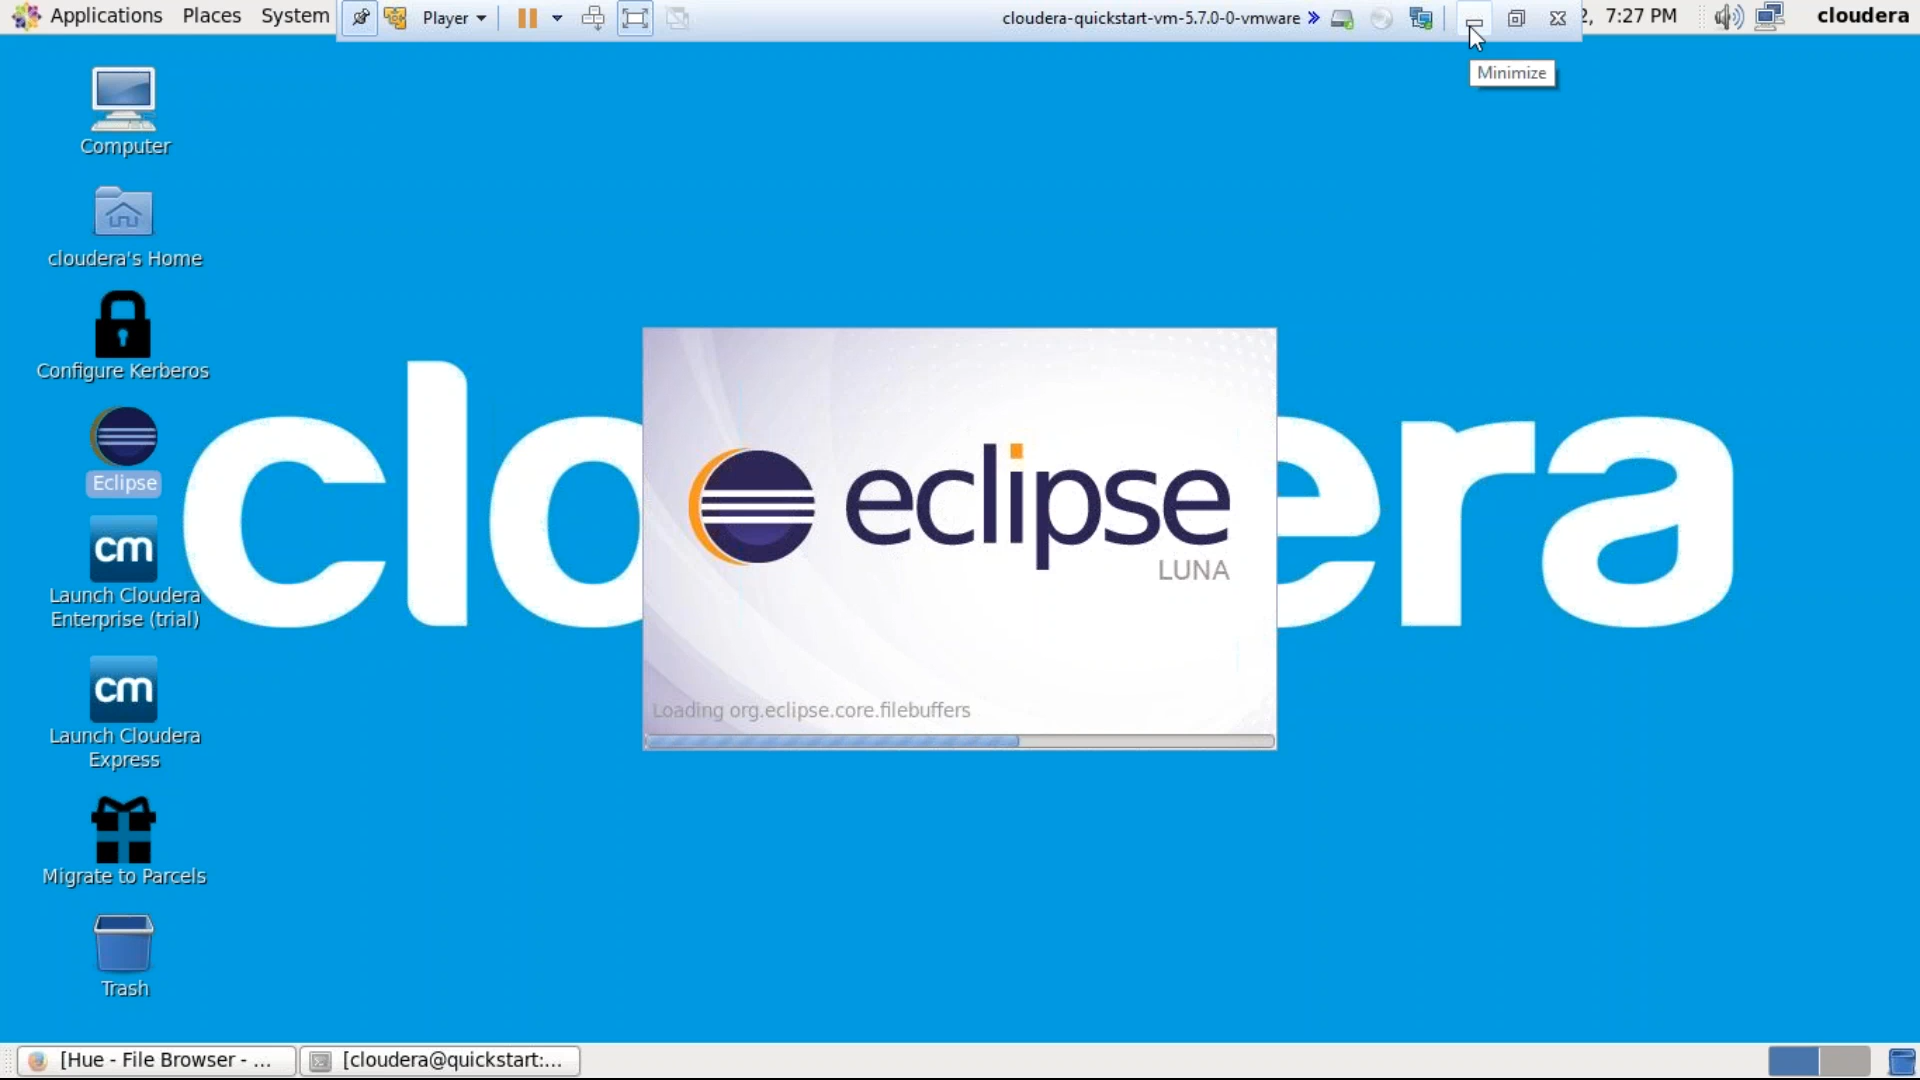 Applications Places System Player cloudera-quickstart-vm-5.7.0-0-vmware 2, 7:27 PM cloudera
Minimize
Computer
cloudera's Home
Configure Kerberos
Eclipse
cm
Launch Cloudera
Enterprise (trial)
cm
Launch Cloudera
Express
Migrate to Parcels
Trash
clo era
eclipse
LUNA
Loading org.eclipse.core.filebuffers
[Hue - File Browser - ... [cloudera@quickstart:...